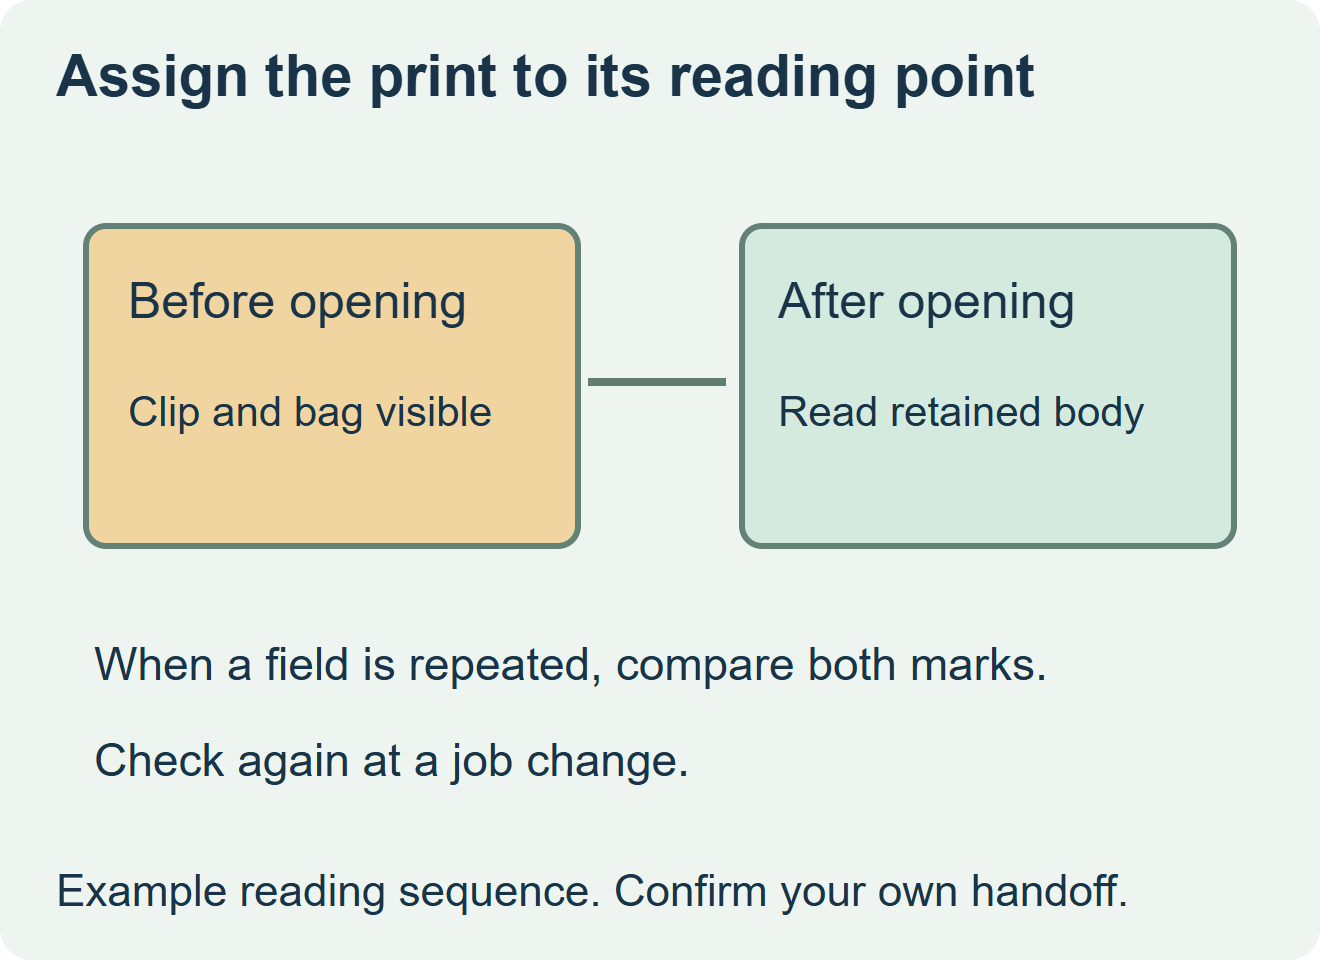 Assign the print to its reading point
Before opening
Clip and bag visible
After opening
Read retained body
When a field is repeated, compare both marks.
Check again at a job change.
Example reading sequence. Confirm your own handoff.